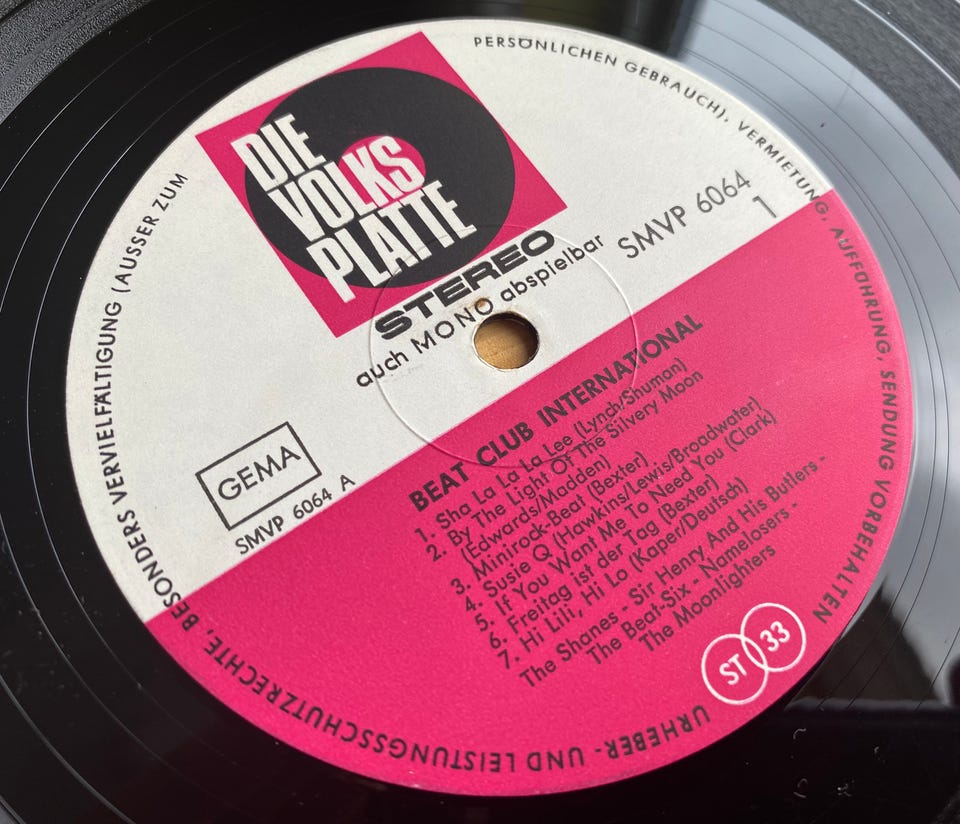 DIE
VOLKS
PLATTE
STEREO
auch MONO abspielbar
SMVP 6064
1
GEMA
SMVP 6064 A
BEAT CLUB INTERNATIONAL
1. Sha La La La Lee (Lynch/Shuman)
2. By The Light Of The Silvery Moon
(Edwards/Madden)
3. Minirock-Beat (Bexter)
4. Susie Q (Hawkins/Lewis/Broadwater)
5. If You Want Me To Need You (Clark)
6. Freitag ist der Tag (Bexter)
7. Hi Lili, Hi Lo (Kaper/Deutsch)
The Shanes - Sir Henry And His Butlers -
The Beat-Six - Namelosers -
The Moonlighters
ST 33
URHEBER- UND LEISTUNGSSCHUTZRECHTE, BESONDERS VERVIELFÄLTIGUNG (AUSSER ZUM PERSÖNLICHEN GEBRAUCH), VERMIETUNG, AUFFÜHRUNG, SENDUNG VORBEHALTEN